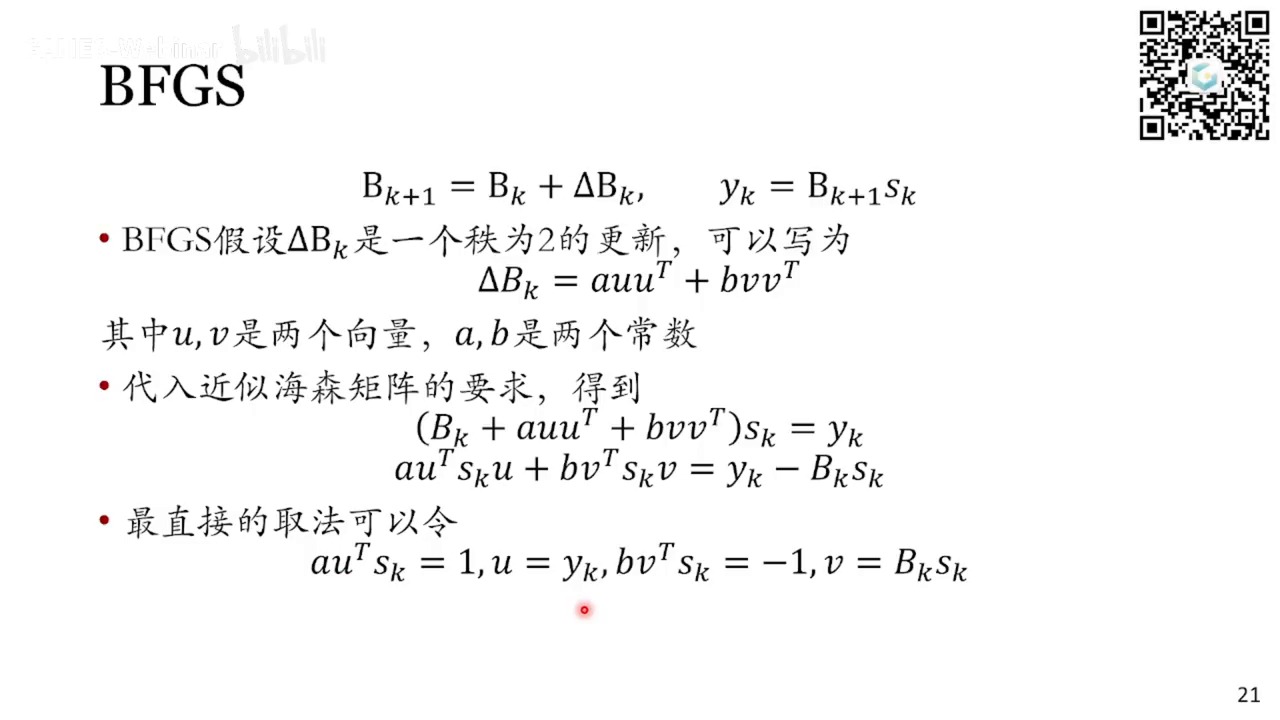 bilibili
BFGS
B_{k+1} = B_k + ΔB_k, y_k = B_{k+1}s_k
• BFGS假设ΔB_k是一个秩为2的更新，可以写为
ΔB_k = auu^T + bvv^T
其中u, v是两个向量，a, b是两个常数
• 代入近似海森矩阵的要求，得到
(B_k + auu^T + bvv^T)s_k = y_k
au^T s_k u + bv^T s_k v = y_k − B_k s_k
• 最直接的取法可以令
au^T s_k = 1, u = y_k, bv^T s_k = −1, v = B_k s_k
21